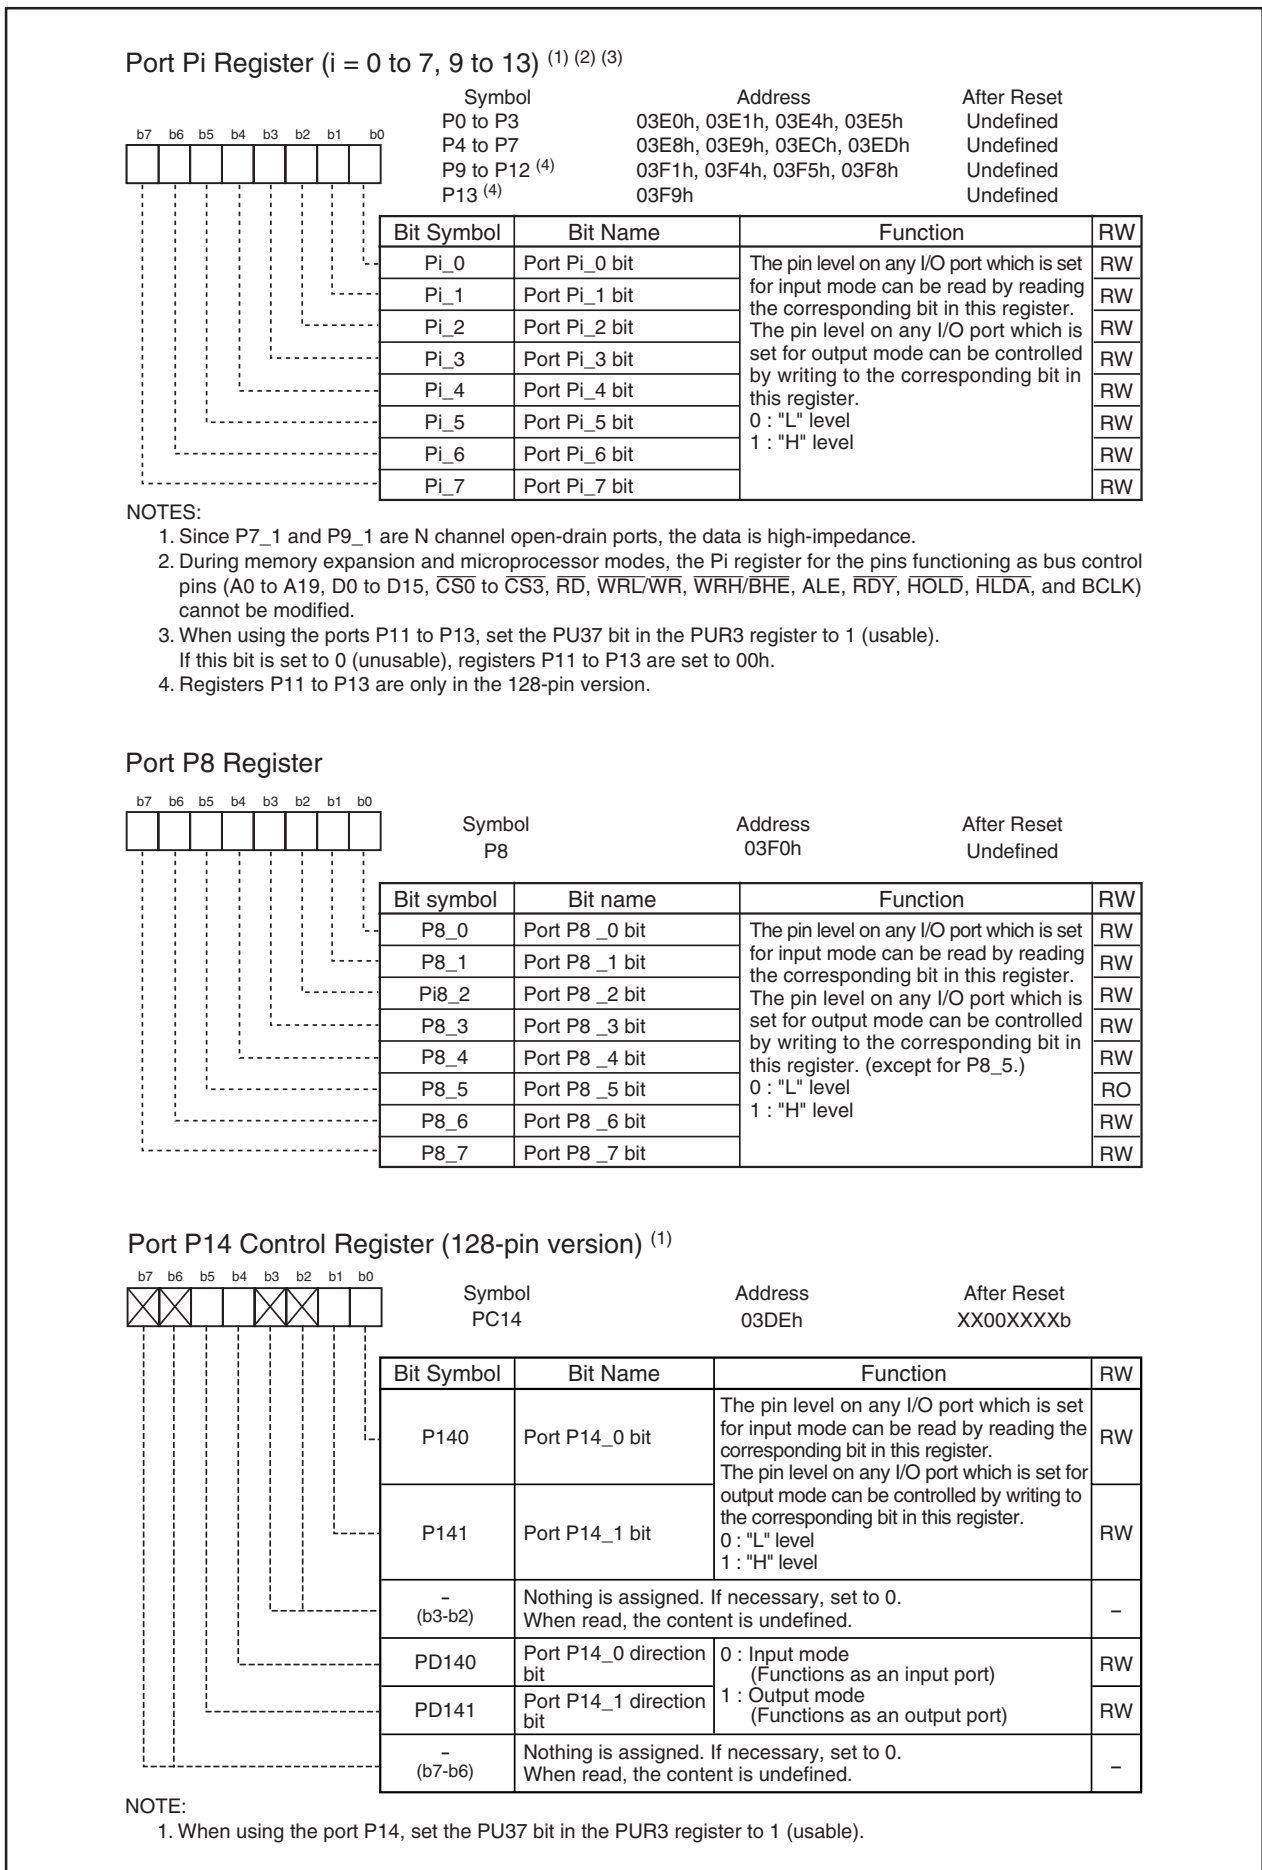 Port Pi Register (i = 0 to 7, 9 to 13) (1) (2) (3)
Symbol Address After Reset
P0 to P3 03E0h, 03E1h, 03E4h, 03E5h Undefined
b7 b6 b5 b4 b3 b2 b1 b0
P4 to P7 03E8h, 03E9h, 03ECh, 03EDh Undefined
P9 to P12 (4) 03F1h, 03F4h, 03F5h, 03F8h Undefined
P13 (4) 03F9h Undefined
Bit Symbol Bit Name Function RW
Pi_0 Port Pi_0 bit The pin level on any I/O port which is set RW
Pi_1 Port Pi_1 bit for input mode can be read by reading RW
the corresponding bit in this register.
Pi_2 Port Pi_2 bit The pin level on any I/O port which is RW
Pi_3 Port Pi_3 bit set for output mode can be controlled RW
Pi_4 Port Pi_4 bit by writing to the corresponding bit in RW
this register.
Pi_5 Port Pi_5 bit 0 : "L" level RW
Pi_6 Port Pi_6 bit 1 : "H" level RW
Pi_7 Port Pi_7 bit RW
NOTES:
1. Since P7_1 and P9_1 are N channel open-drain ports, the data is high-impedance.
2. During memory expansion and microprocessor modes, the Pi register for the pins functioning as bus control
pins (A0 to A19, D0 to D15, CS0 to CS3, RD, WRL/WR, WRH/BHE, ALE, RDY, HOLD, HLDA, and BCLK)
cannot be modified.
3. When using the ports P11 to P13, set the PU37 bit in the PUR3 register to 1 (usable).
If this bit is set to 0 (unusable), registers P11 to P13 are set to 00h.
4. Registers P11 to P13 are only in the 128-pin version.
Port P8 Register
b7 b6 b5 b4 b3 b2 b1 b0
Symbol Address After Reset
P8 03F0h Undefined
Bit symbol Bit name Function RW
P8_0 Port P8 _0 bit The pin level on any I/O port which is set RW
P8_1 Port P8 _1 bit for input mode can be read by reading RW
the corresponding bit in this register.
Pi8_2 Port P8 _2 bit The pin level on any I/O port which is RW
P8_3 Port P8 _3 bit set for output mode can be controlled RW
P8_4 Port P8 _4 bit by writing to the corresponding bit in RW
this register. (except for P8_5.)
P8_5 Port P8 _5 bit 0 : "L" level RO
P8_6 Port P8 _6 bit 1 : "H" level RW
P8_7 Port P8 _7 bit RW
Port P14 Control Register (128-pin version) (1)
b7 b6 b5 b4 b3 b2 b1 b0
Symbol Address After Reset
PC14 03DEh XX00XXXXb
Bit Symbol Bit Name Function RW
The pin level on any I/O port which is set
P140 Port P14_0 bit for input mode can be read by reading the RW
corresponding bit in this register.
The pin level on any I/O port which is set for
output mode can be controlled by writing to
P141 Port P14_1 bit the corresponding bit in this register. RW
0 : "L" level
1 : "H" level
– Nothing is assigned. If necessary, set to 0. –
(b3-b2) When read, the content is undefined.
PD140 Port P14_0 direction 0 : Input mode RW
bit (Functions as an input port)
PD141 Port P14_1 direction 1 : Output mode RW
bit (Functions as an output port)
– Nothing is assigned. If necessary, set to 0. –
(b7-b6) When read, the content is undefined.
NOTE:
1. When using the port P14, set the PU37 bit in the PUR3 register to 1 (usable).